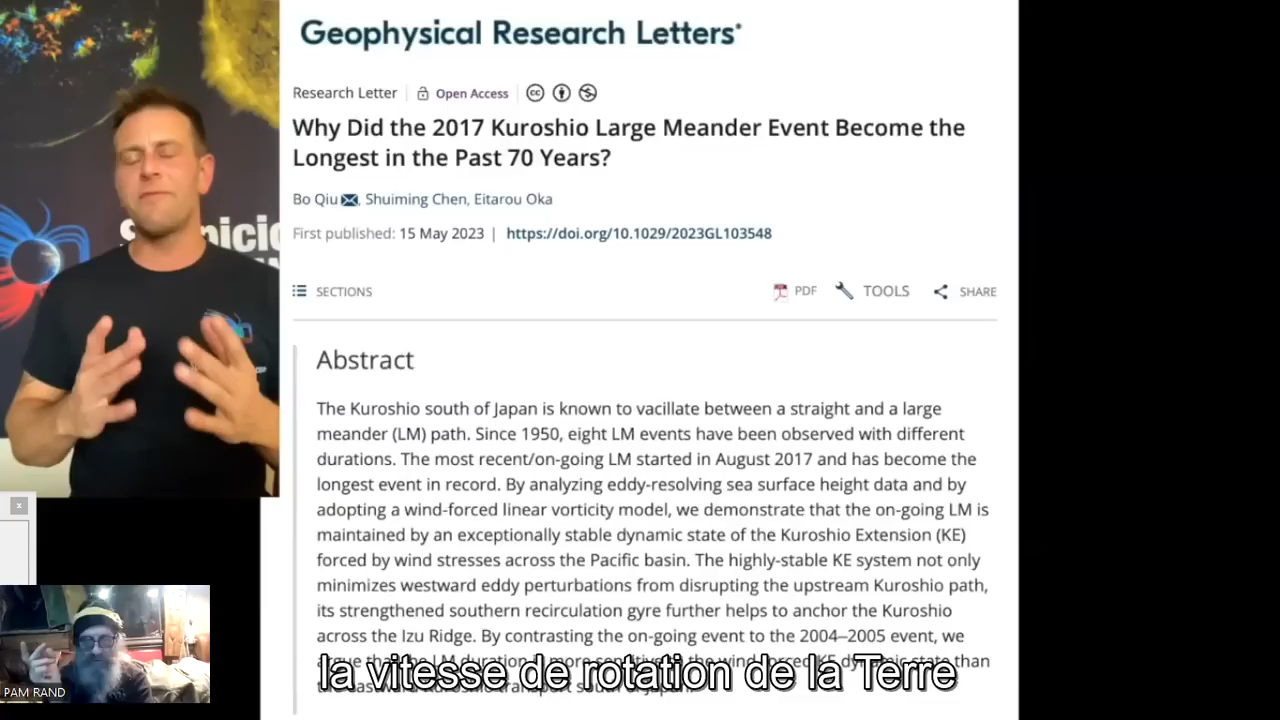 Geophysical Research Letters*
Research Letter
Open Access
Why Did the 2017 Kuroshio Large Meander Event Become the
Longest in the Past 70 Years?
Bo Qiu, Shuiming Chen, Eitarou Oka
First published: 15 May 2023 | https://doi.org/10.1029/2023GL103548
SECTIONS
PDF
TOOLS
SHARE
Abstract
The Kuroshio south of Japan is known to vacillate between a straight and a large
meander (LM) path. Since 1950, eight LM events have been observed with different
durations. The most recent/on-going LM started in August 2017 and has become the
longest event in record. By analyzing eddy-resolving sea surface height data and by
adopting a wind-forced linear vorticity model, we demonstrate that the on-going LM is
maintained by an exceptionally stable dynamic state of the Kuroshio Extension (KE)
forced by wind stresses across the Pacific basin. The highly-stable KE system not only
minimizes westward eddy perturbations from disrupting the upstream Kuroshio path,
its strengthened southern recirculation gyre further helps to anchor the Kuroshio
across the Izu Ridge. By contrasting the on-going event to the 2004–2005 event, we
than
la vitesse de rotation de la Terre
PAM RAND